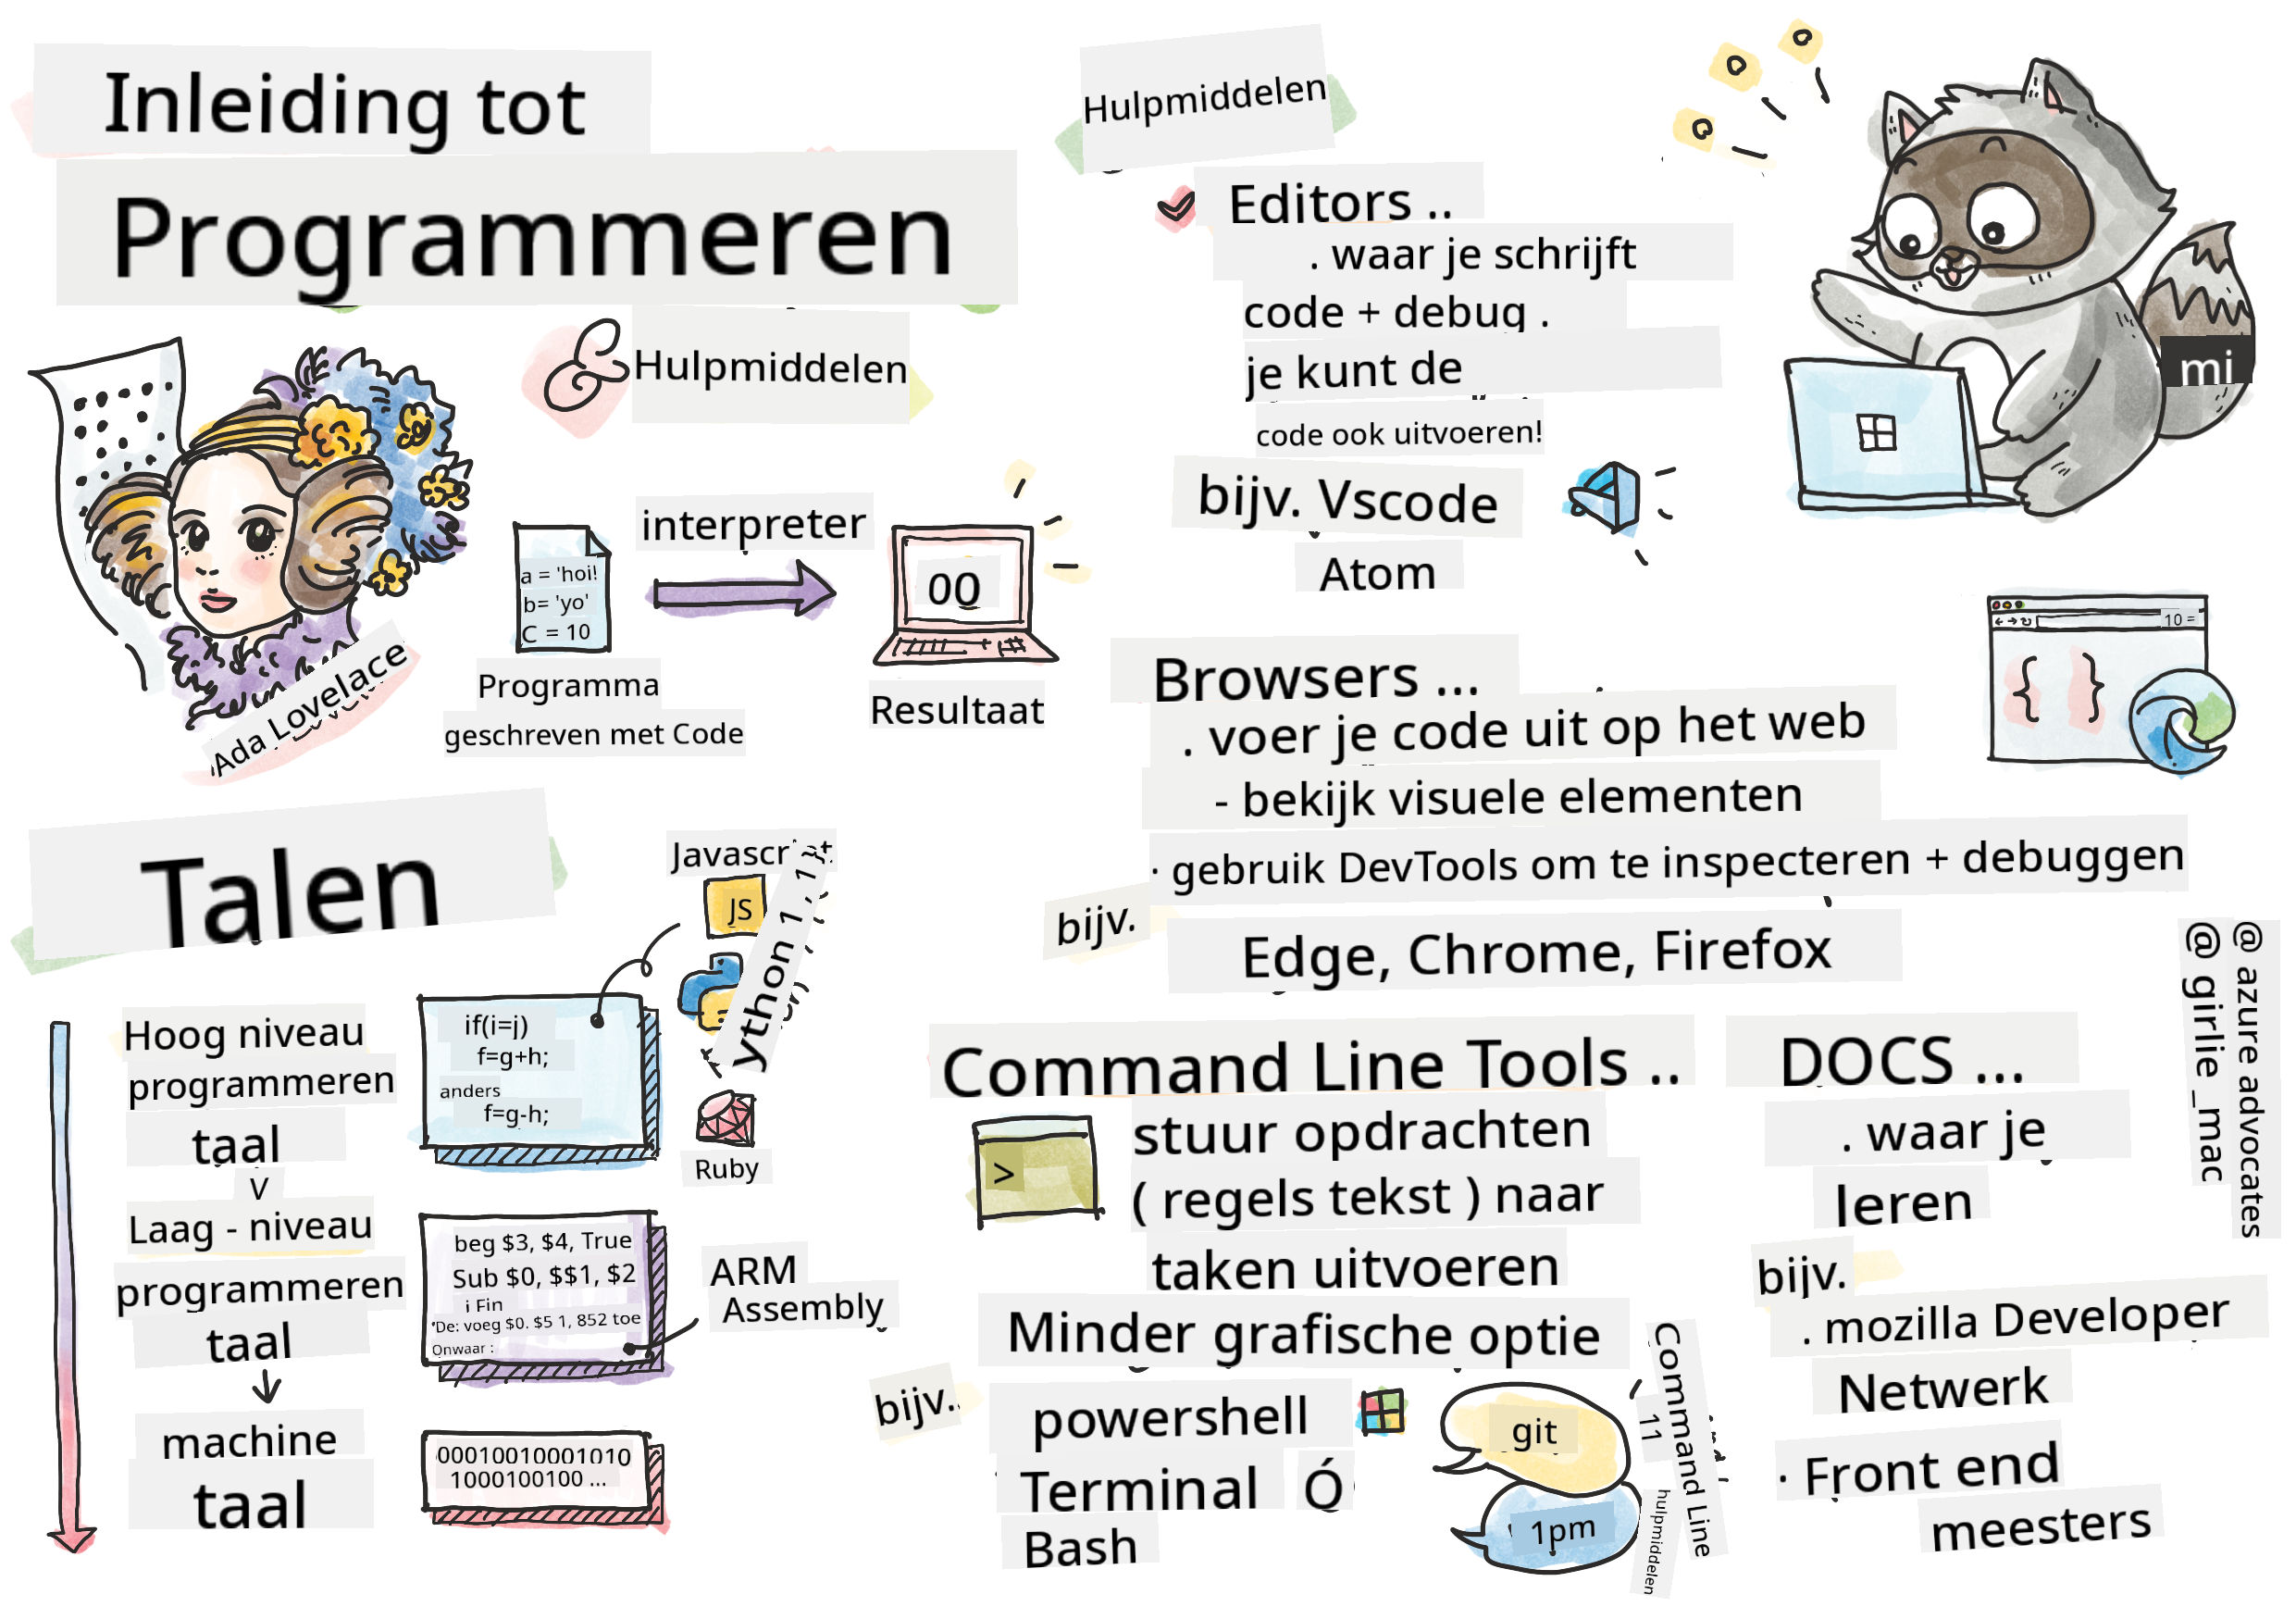 Inleiding tot
Programmeren
& Hulpmiddelen
Ada Lovelace
a = 'hoi!
b= 'yo'
C = 10
interpreter
00
Programma
geschreven met Code
Resultaat
Talen
Hoog niveau
programmeren
taal
V
Laag - niveau
programmeren
taal
machine
taal
if(i=j)
f=g+h;
anders
f=g-h;
Javascript
JS
ython 1,1
Ruby
beg $3, $4, True
Sub $0, $$1, $2
j Fin
'De: voeg $0. $5 1, 852 toe
Onwaar :
ARM
Assembly
00010010001010
1000100100 ...
Hulpmiddelen
Editors ..
. waar je schrijft
code + debug .
je kunt de
code ook uitvoeren!
bijv. Vscode
Atom
mi
Browsers ...
. voer je code uit op het web
- bekijk visuele elementen
· gebruik DevTools om te inspecteren + debuggen
bijv.
Edge, Chrome, Firefox
10 =
{ }
Command Line Tools ..
>
stuur opdrachten
( regels tekst ) naar
taken uitvoeren
Minder grafische optie
bijv..
powershell
Terminal Ó
Bash
git
1pm
Command Line
11
hulpmiddelen
DOCS ...
. waar je
leren
bijv.
. mozilla Developer
Netwerk
· Front end
meesters
@ azure advocates
@ girlie_mac